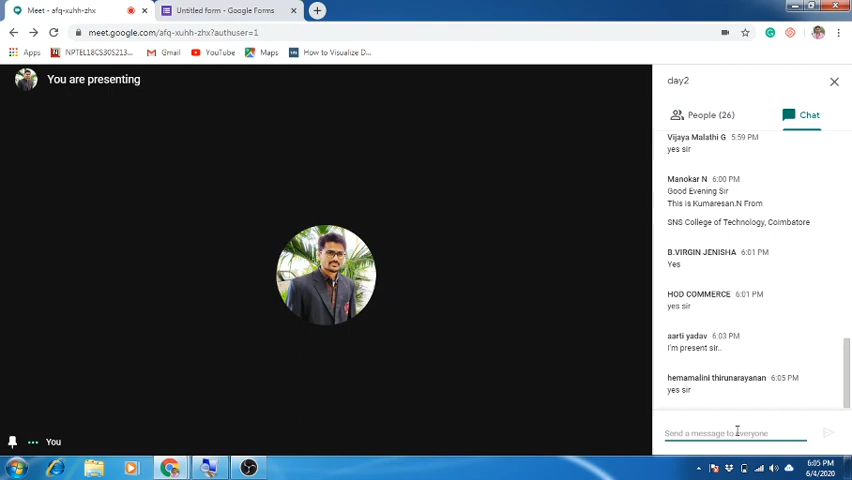 Meet - afq-xuhh-zhx
Untitled form - Google Forms
meet.google.com/afq-xuhh-zhx?authuser=1
Apps
NPTEL18CS30S213...
Gmail
YouTube
Maps
How to Visualize D...
You are presenting
day2
People (26)
Chat
Vijaya Malathi G 5:59 PM
yes sir
Manokar N 6:00 PM
Good Evening Sir
This is Kumaresan.N From
SNS College of Technology, Coimbatore
B.VIRGIN JENISHA 6:01 PM
Yes
HOD COMMERCE 6:01 PM
yes sir
aarti yadav 6:03 PM
I'm present sir..
hemamalini thirunarayanan 6:05 PM
yes sir
Send a message to everyone
You
6:05 PM
6/4/2020